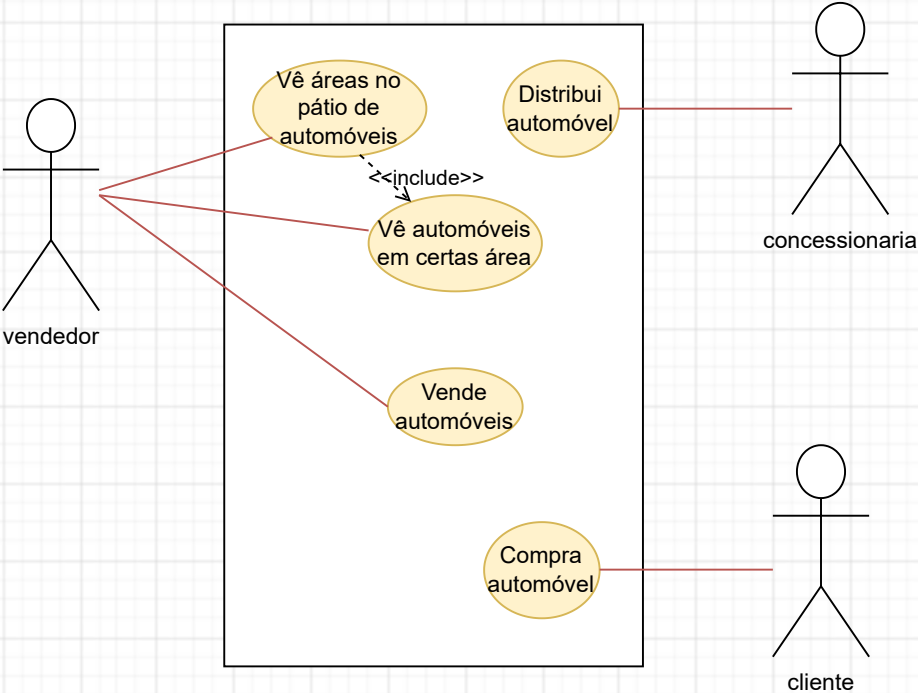 Vê áreas no
pátio de
automóveis
Distribui
automóvel
<<include>>
Vê automóveis
em certas área
concessionaria
vendedor
Vende
automóveis
Compra
automóvel
cliente